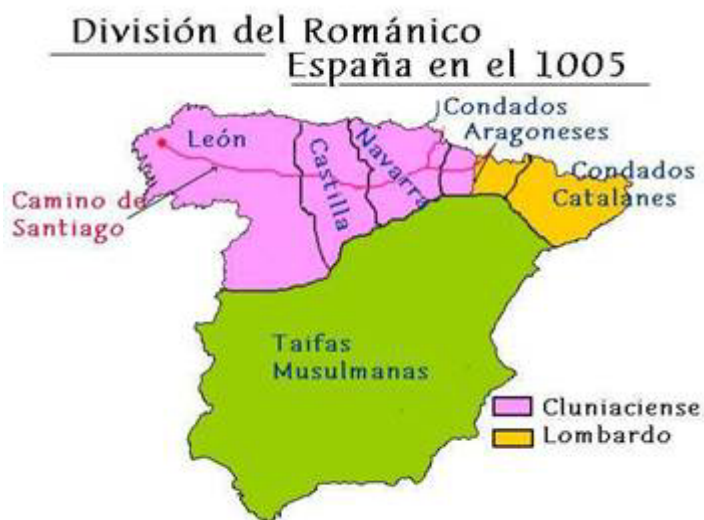 División del Románico
España en el 1005
Condados
Aragoneses
León
Castilla
Navarra
Condados
Catalanes
Camino de
Santiago
Taifas
Musulmanas
Cluniaciense
Lombardo